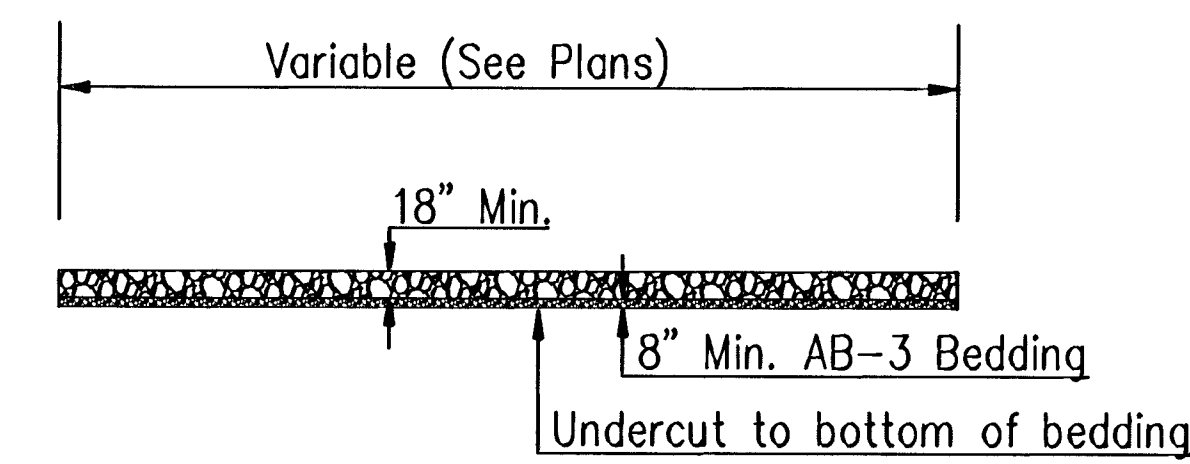 Variable (See Plans)
18” Min.
8” Min. AB-3 Bedding
Undercut to bottom of bedding